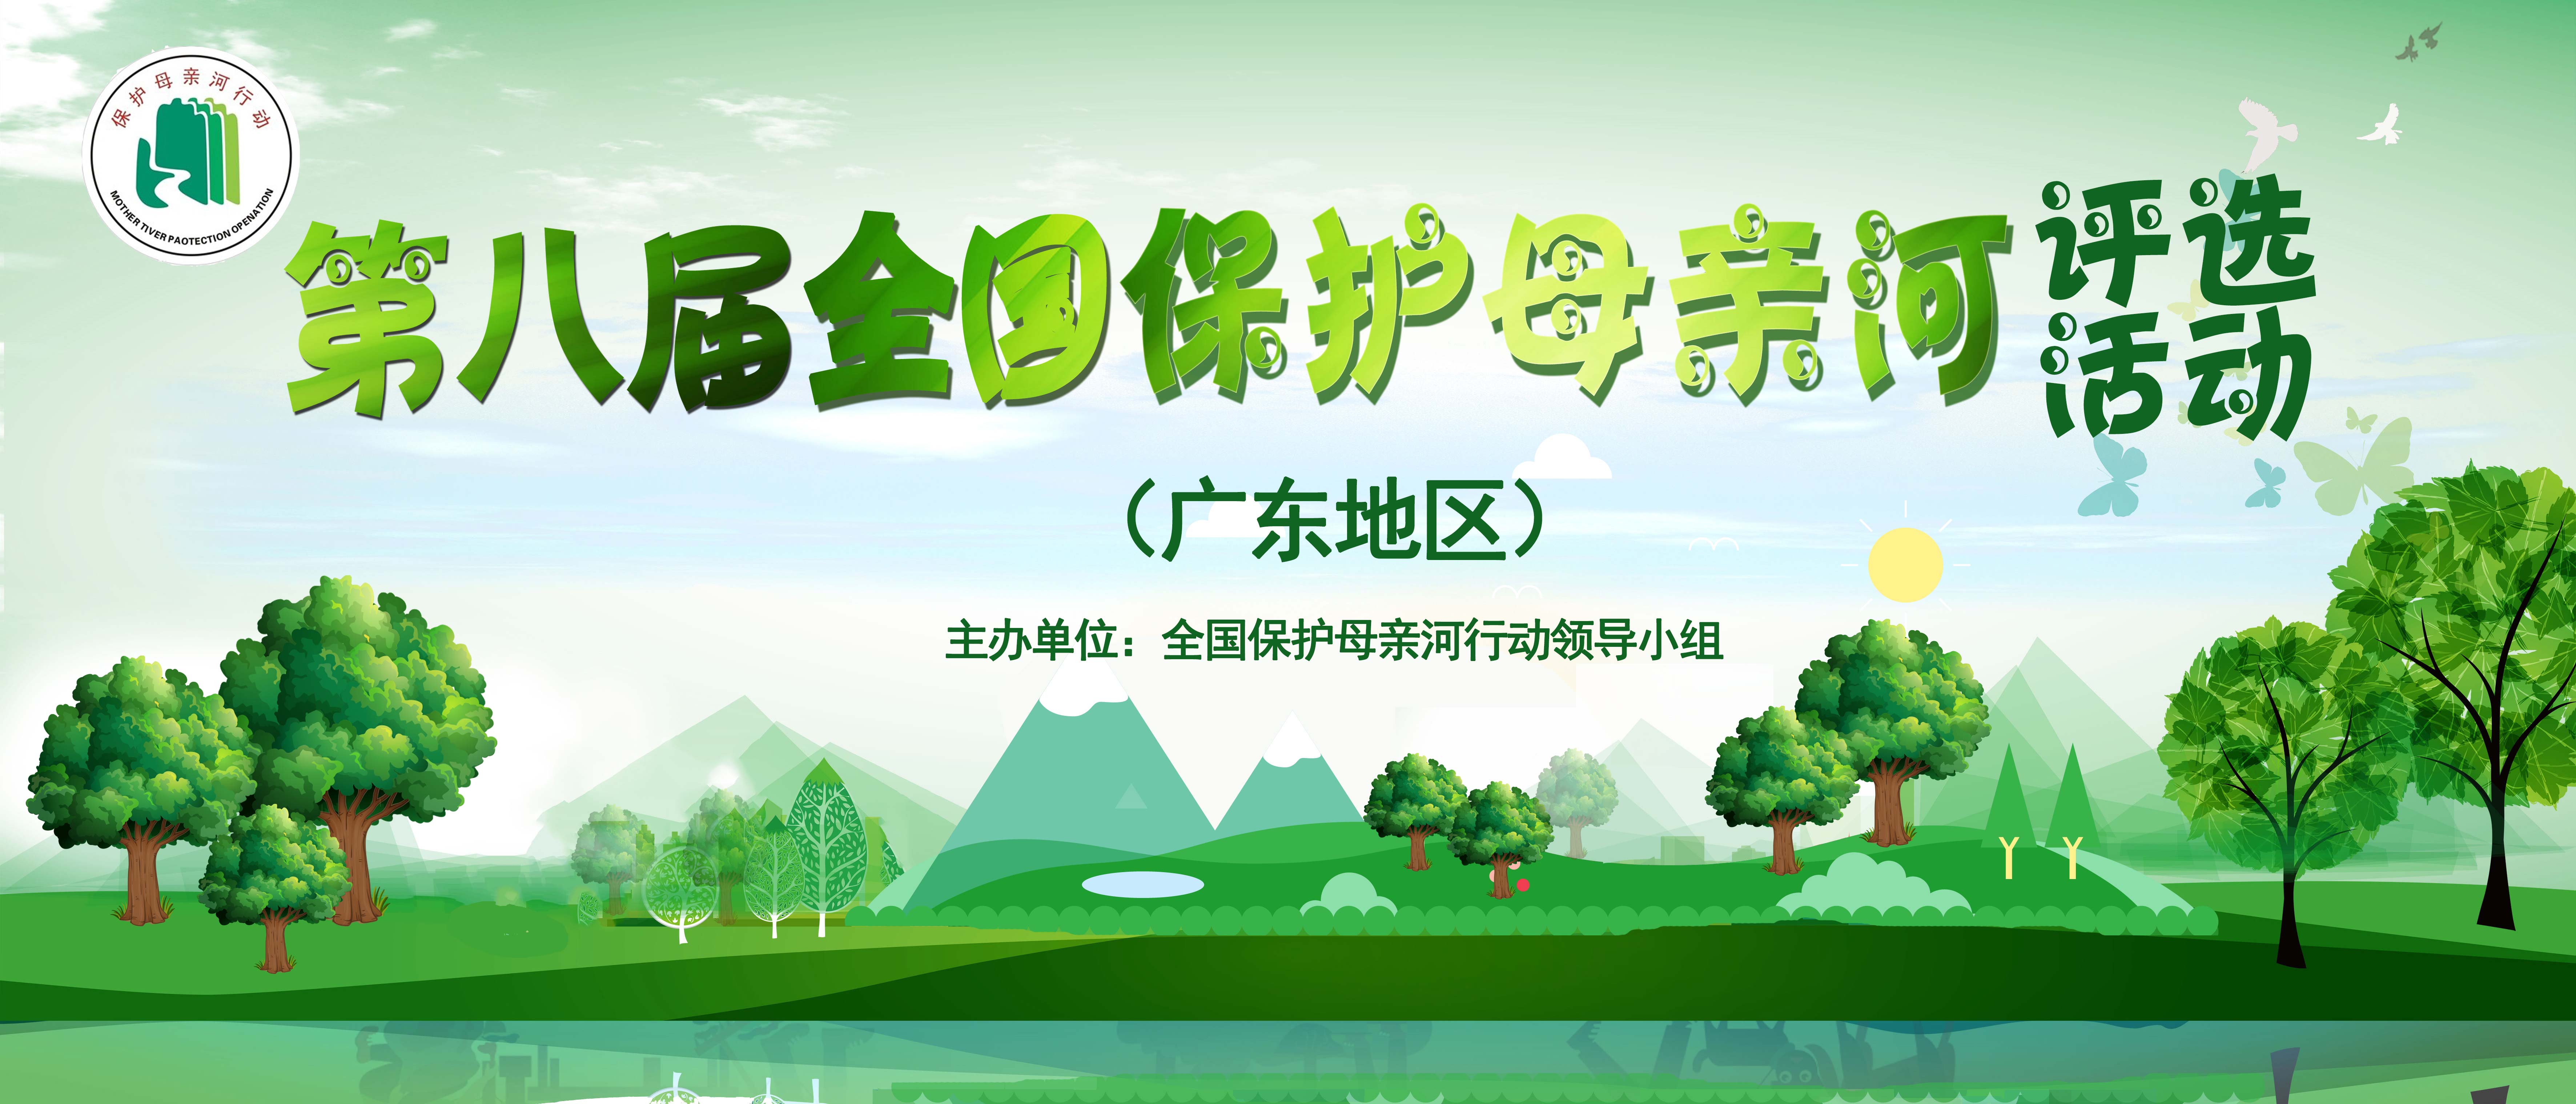 保护母亲河行动
MOTHER TIVER PAOTECTION OPENATION
第八届全国保护母亲河评选活动
（广东地区）
主办单位：全国保护母亲河行动领导小组